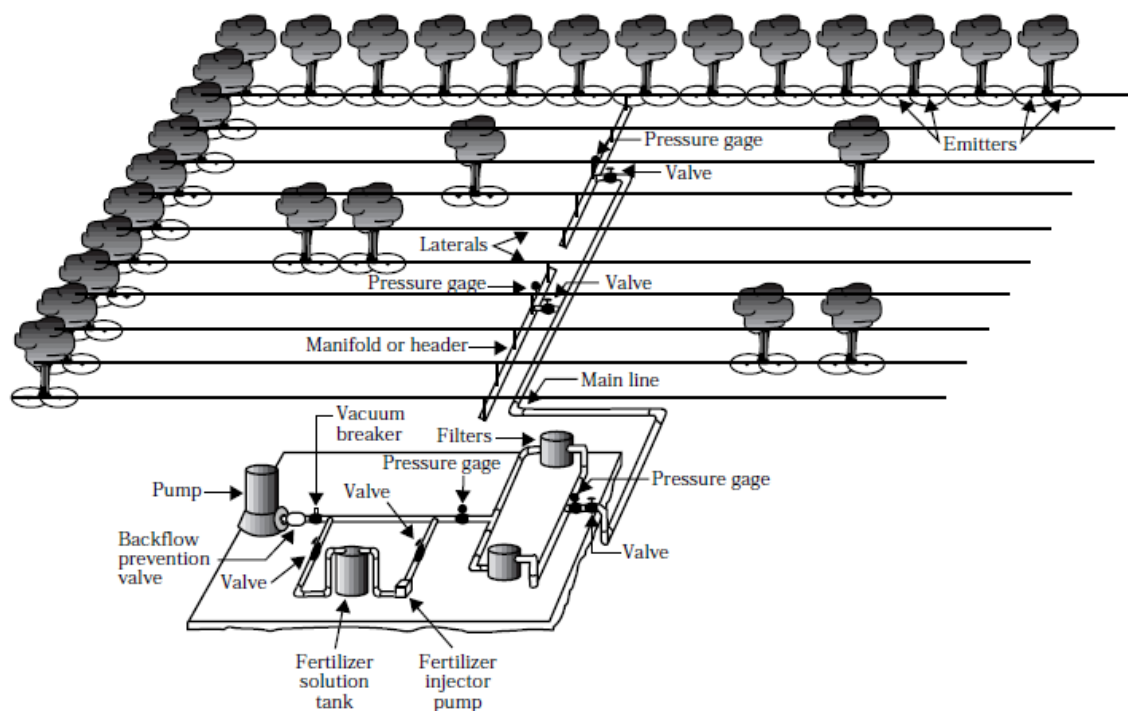 Pressure gage
Emitters
Valve
Laterals
Pressure gage
Valve
Manifold or header
Main line
Vacuum
breaker
Filters
Pressure gage
Pressure gage
Pump
Valve
Backflow
prevention
valve
Valve
Valve
Fertilizer
solution
tank
Fertilizer
injector
pump